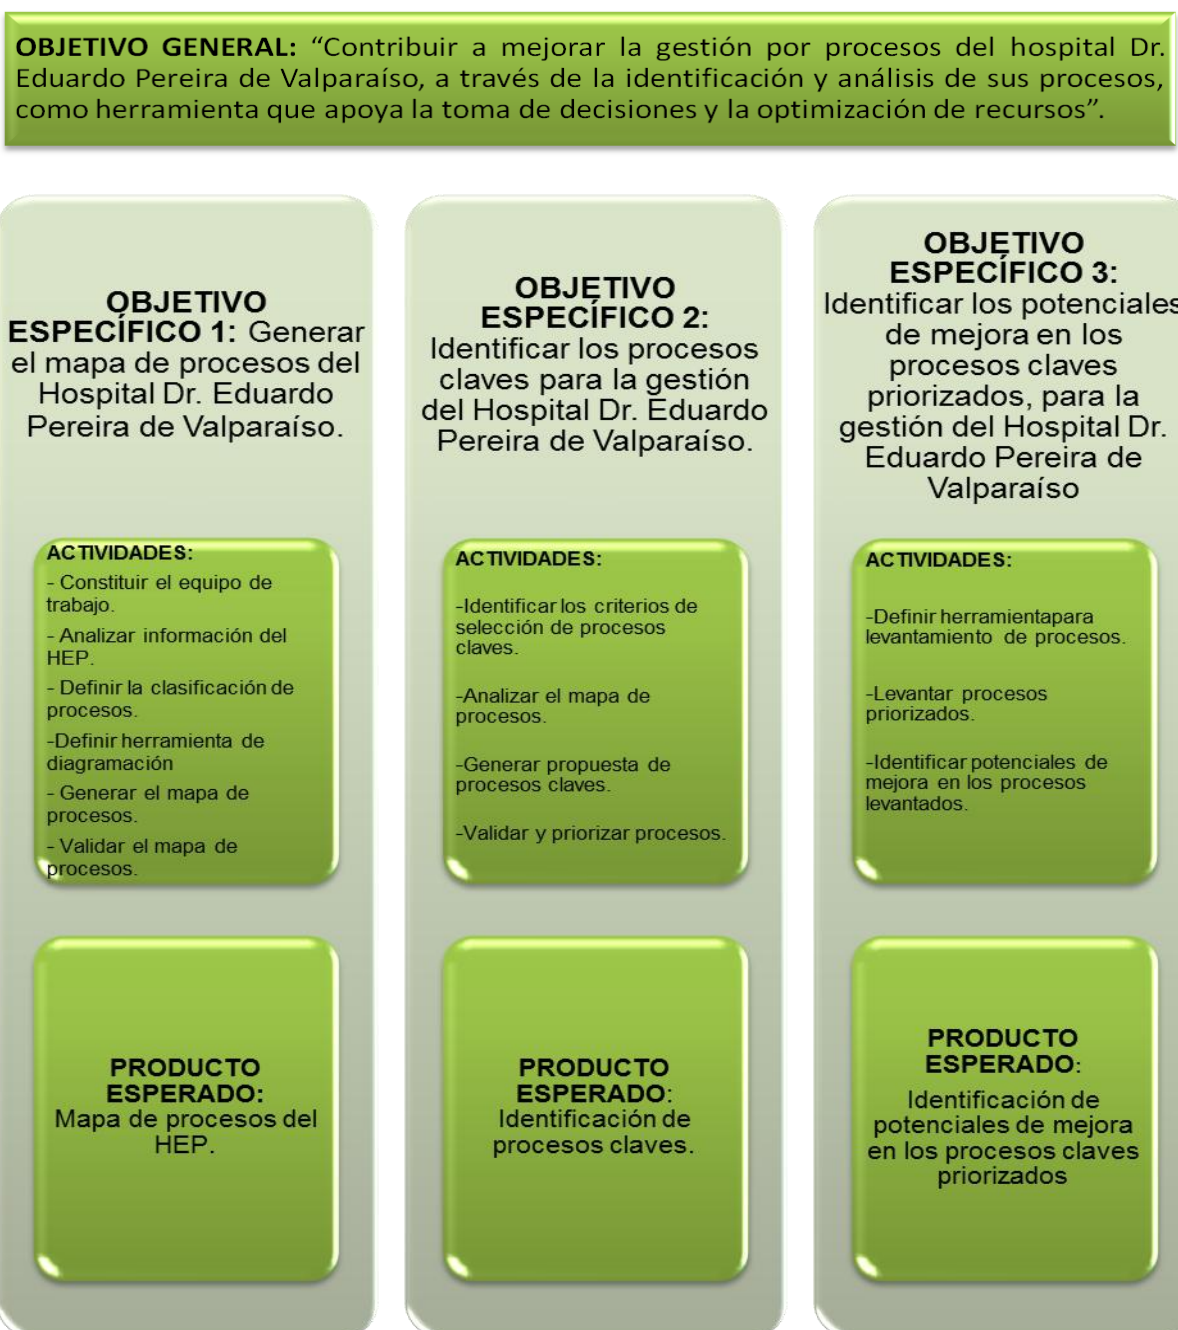 OBJETIVO GENERAL: “Contribuir a mejorar la gestión por procesos del hospital Dr.
Eduardo Pereira de Valparaíso, a través de la identificación y análisis de sus procesos,
como herramienta que apoya la toma de decisiones y la optimización de recursos”.
OBJETIVO
ESPECÍFICO 1: Generar
el mapa de procesos del
Hospital Dr. Eduardo
Pereira de Valparaíso.
ACTIVIDADES:
- Constituir el equipo de
trabajo.
- Analizar información del
HEP.
- Definir la clasificación de
procesos.
-Definir herramienta de
diagramación
- Generar el mapa de
procesos.
- Validar el mapa de
procesos.
PRODUCTO
ESPERADO:
Mapa de procesos del
HEP.
OBJETIVO
ESPECÍFICO 2:
Identificar los procesos
claves para la gestión
del Hospital Dr. Eduardo
Pereira de Valparaíso.
ACTIVIDADES:
-Identificar los criterios de
selección de procesos
claves.
-Analizar el mapa de
procesos.
-Generar propuesta de
procesos claves.
-Validar y priorizar procesos.
PRODUCTO
ESPERADO:
Identificación de
procesos claves.
OBJETIVO
ESPECÍFICO 3:
Identificar los potenciales
de mejora en los
procesos claves
priorizados, para la
gestión del Hospital Dr.
Eduardo Pereira de
Valparaíso
ACTIVIDADES:
-Definir herramientapara
levantamiento de procesos.
-Levantar procesos
priorizados.
-Identificar potenciales de
mejora en los procesos
levantados.
PRODUCTO
ESPERADO:
Identificación de
potenciales de mejora
en los procesos claves
priorizados